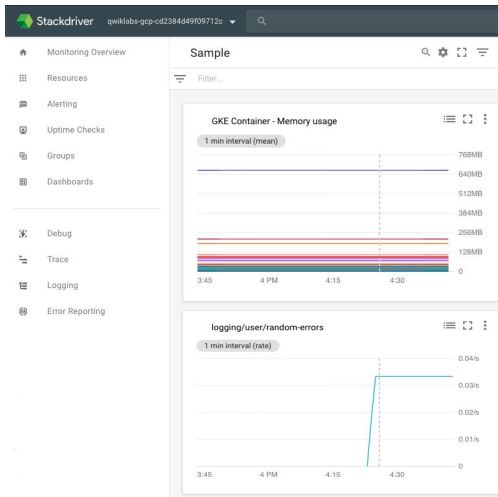 Stackdriver qwiklabs-gcp-cd2384d49f09712c
Monitoring Overview
Resources
Alerting
Uptime Checks
Groups
Dashboards
Debug
Trace
Logging
Error Reporting
Sample
Filter...
GKE Container - Memory usage
1 min interval (mean)
768MB
640MB
512MB
384MB
256MB
128MB
0
3:45 4 PM 4:15 4:30
logging/user/random-errors
1 min interval (rate)
0.04/s
0.03/s
0.02/s
0.01/s
0
3:45 4 PM 4:15 4:30